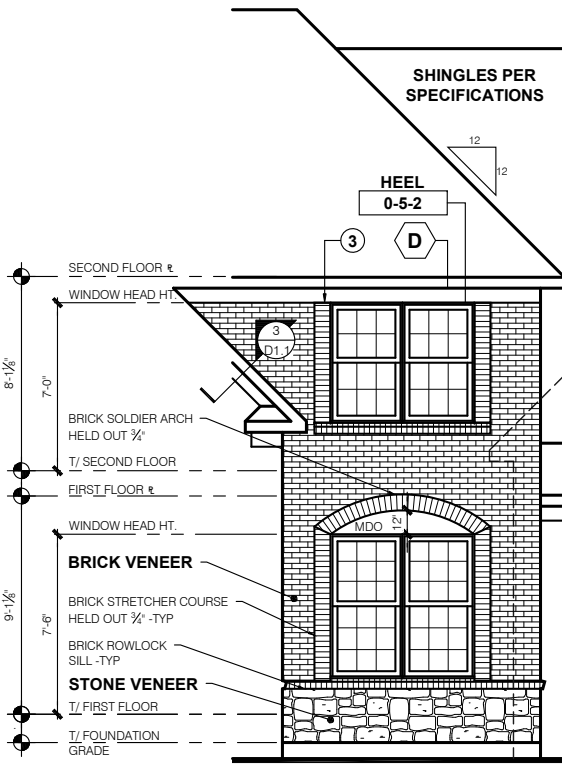 SHINGLES PER
SPECIFICATIONS
12
12
HEEL
0-5-2
3
D
SECOND FLOOR ⅊
WINDOW HEAD HT.
3
D1.1
8'-1⅛"
7'-0"
BRICK SOLDIER ARCH
HELD OUT ¾"
T/ SECOND FLOOR
FIRST FLOOR ⅊
WINDOW HEAD HT.
MDO
12"
BRICK VENEER
9'-1⅛"
7'-6"
BRICK STRETCHER COURSE
HELD OUT ¾" -TYP
BRICK ROWLOCK
SILL -TYP
STONE VENEER
T/ FIRST FLOOR
T/ FOUNDATION
GRADE